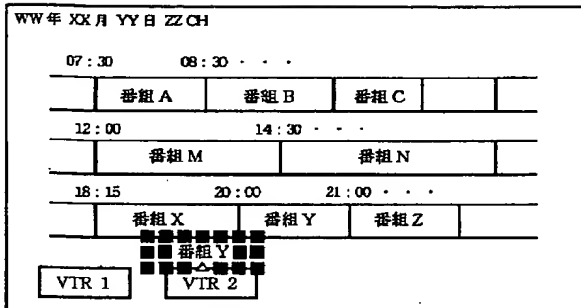 WW年 XX月 YY日 ZZCH
07:30 08:30・・・
番組A 番組B 番組C
12:00 14:30・・・
番組M 番組N
18:15 20:00 21:00・・・
番組X 番組Y 番組Z
番組Y
VTR 1 VTR 2